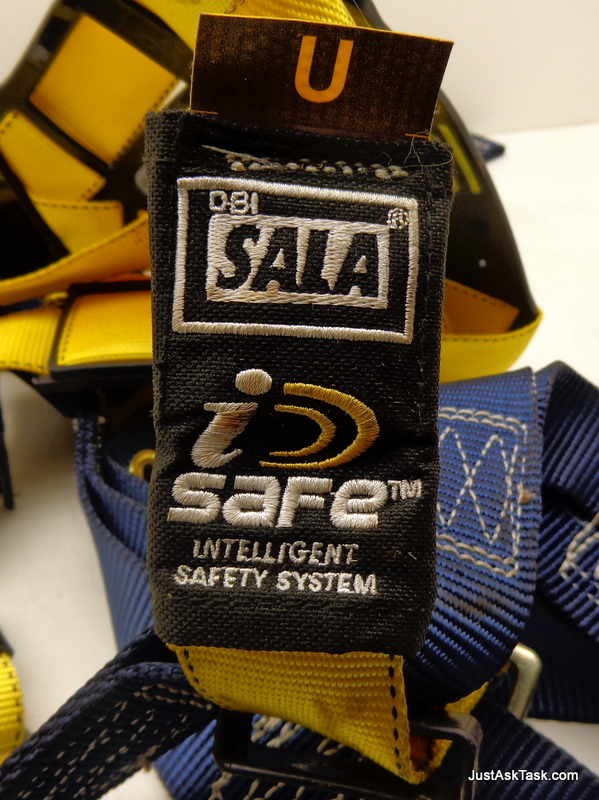 U
DBI
SALA®
i
safe™
INTELLIGENT
SAFETY SYSTEM
JustAskTask.com